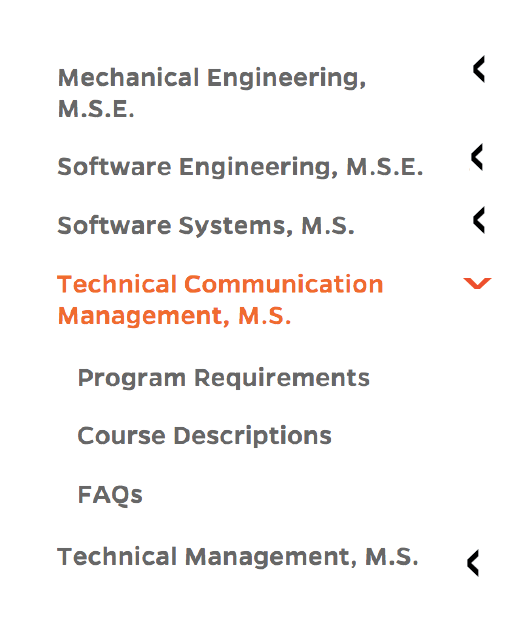 Mechanical Engineering,
M.S.E.
Software Engineering, M.S.E.
Software Systems, M.S.
Technical Communication
Management, M.S.
Program Requirements
Course Descriptions
FAQs
Technical Management, M.S.